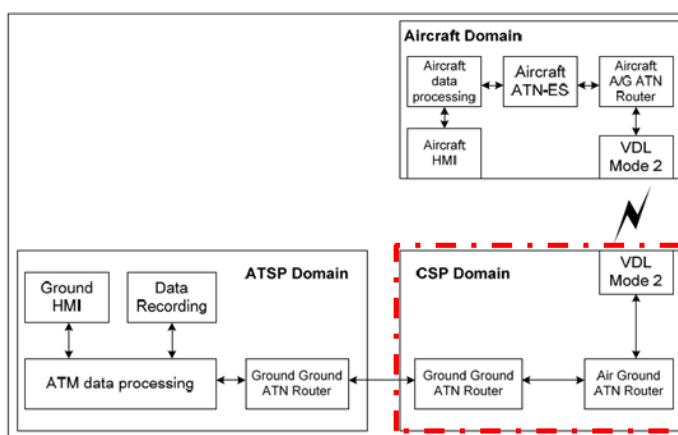 Aircraft Domain
Aircraft
data
processing
Aircraft
ATN-ES
Aircraft
A/G ATN
Router
Aircraft
HMI
VDL
Mode 2
ATSP Domain
CSP Domain
VDL
Mode 2
Ground
HMI
Data
Recording
ATM data processing
Ground Ground
ATN Router
Ground Ground
ATN Router
Air Ground
ATN Router